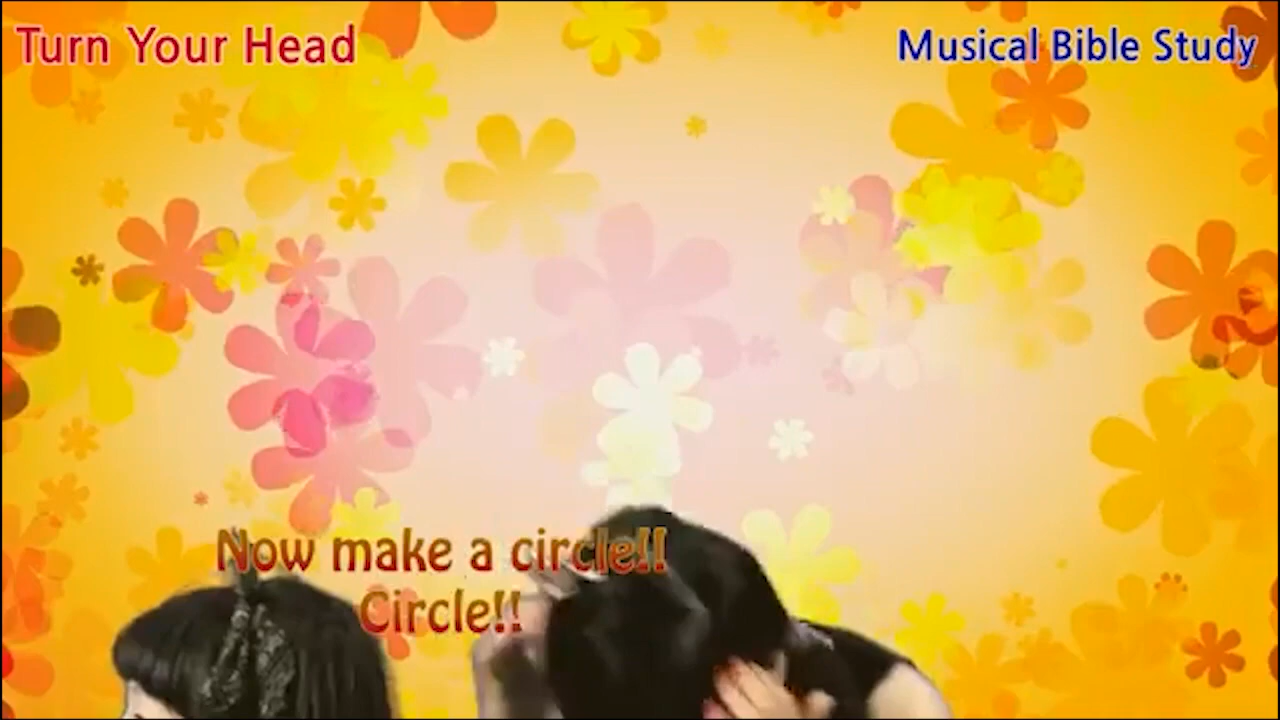 Turn Your Head
Musical Bible Study
Now make a circle!!
Circle!!